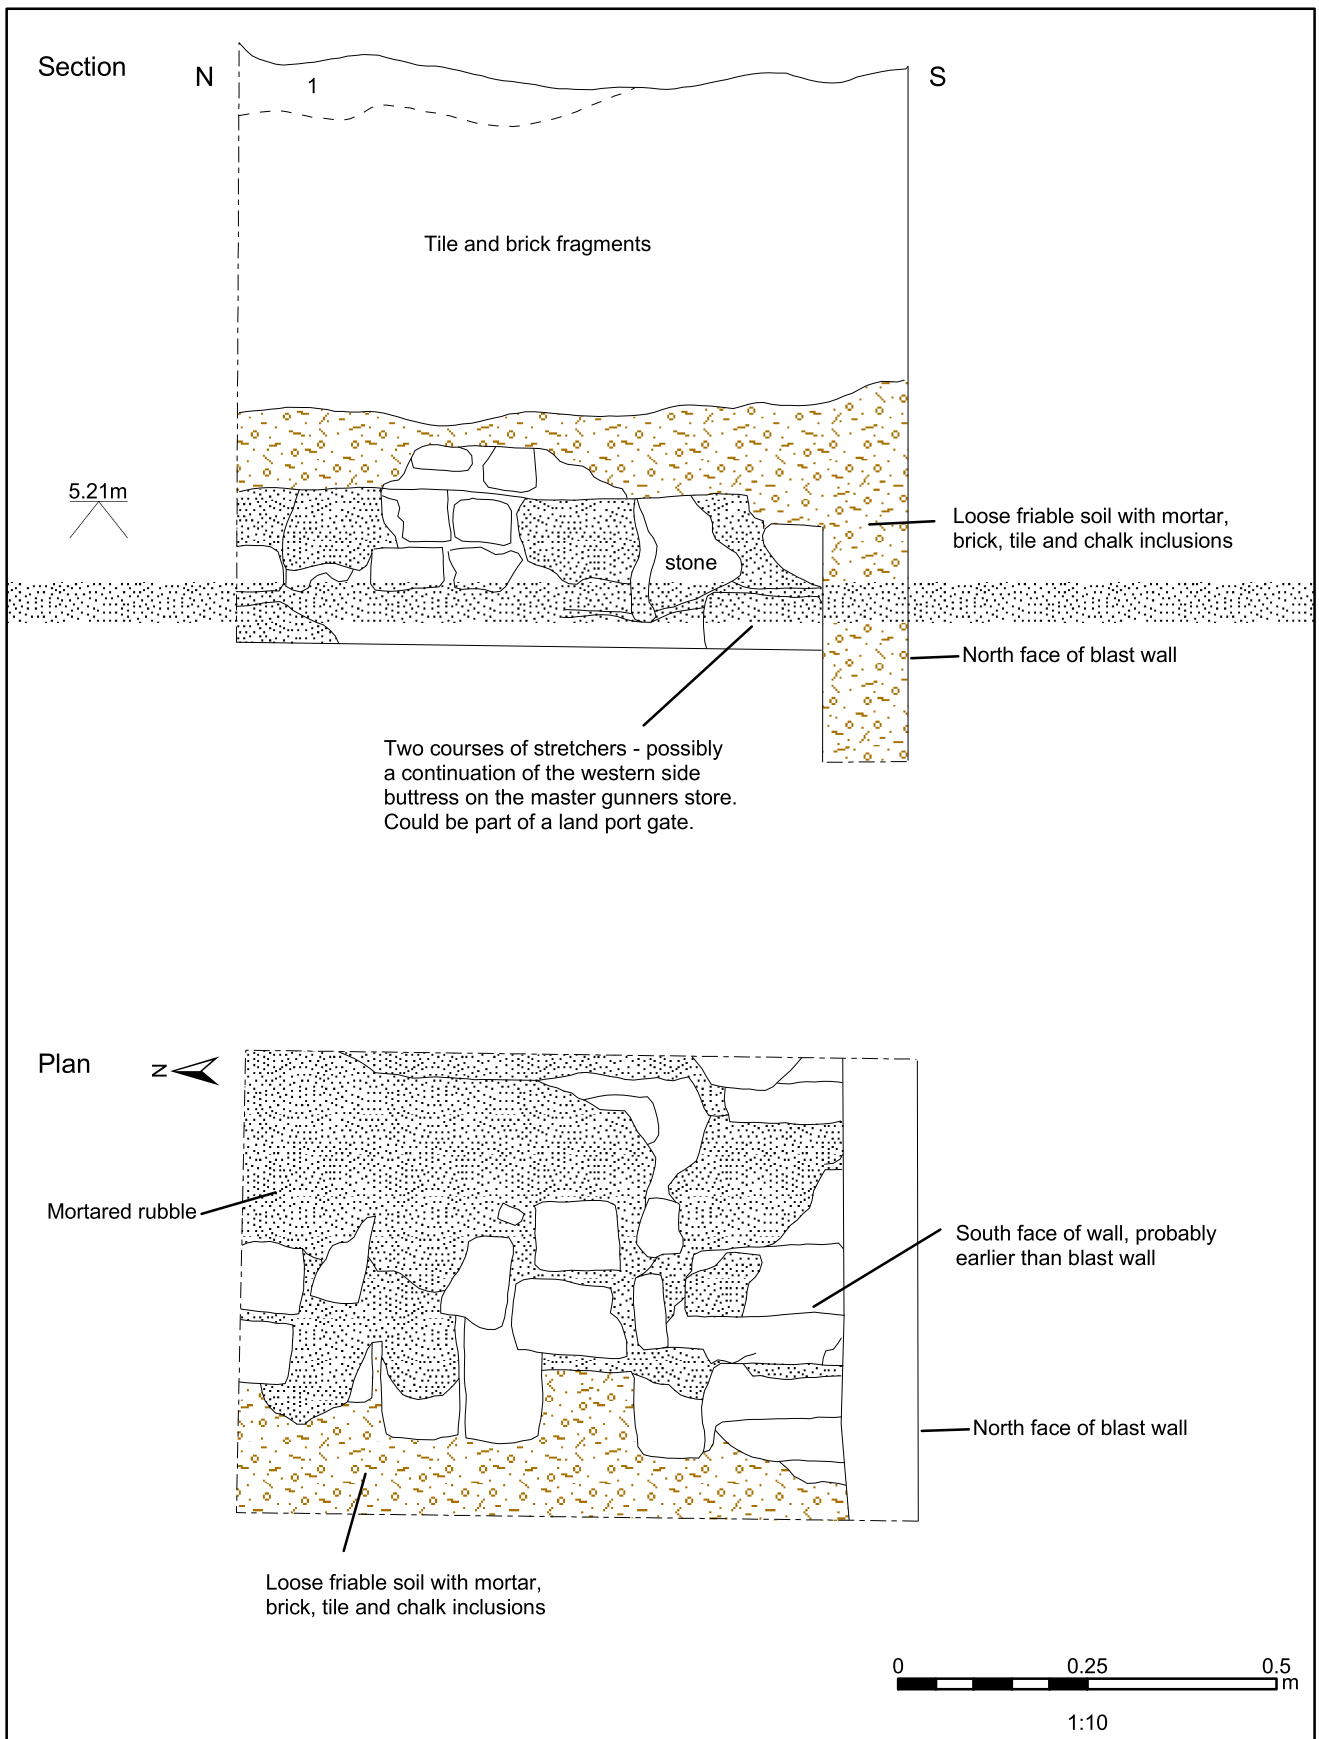 Section
N
S
1
Tile and brick fragments
5.21m
stone
Loose friable soil with mortar,
brick, tile and chalk inclusions
North face of blast wall
Two courses of stretchers - possibly
a continuation of the western side
buttress on the master gunners store.
Could be part of a land port gate.
Plan
N
Mortared rubble
South face of wall, probably
earlier than blast wall
North face of blast wall
Loose friable soil with mortar,
brick, tile and chalk inclusions
0 0.25 0.5
m
1:10